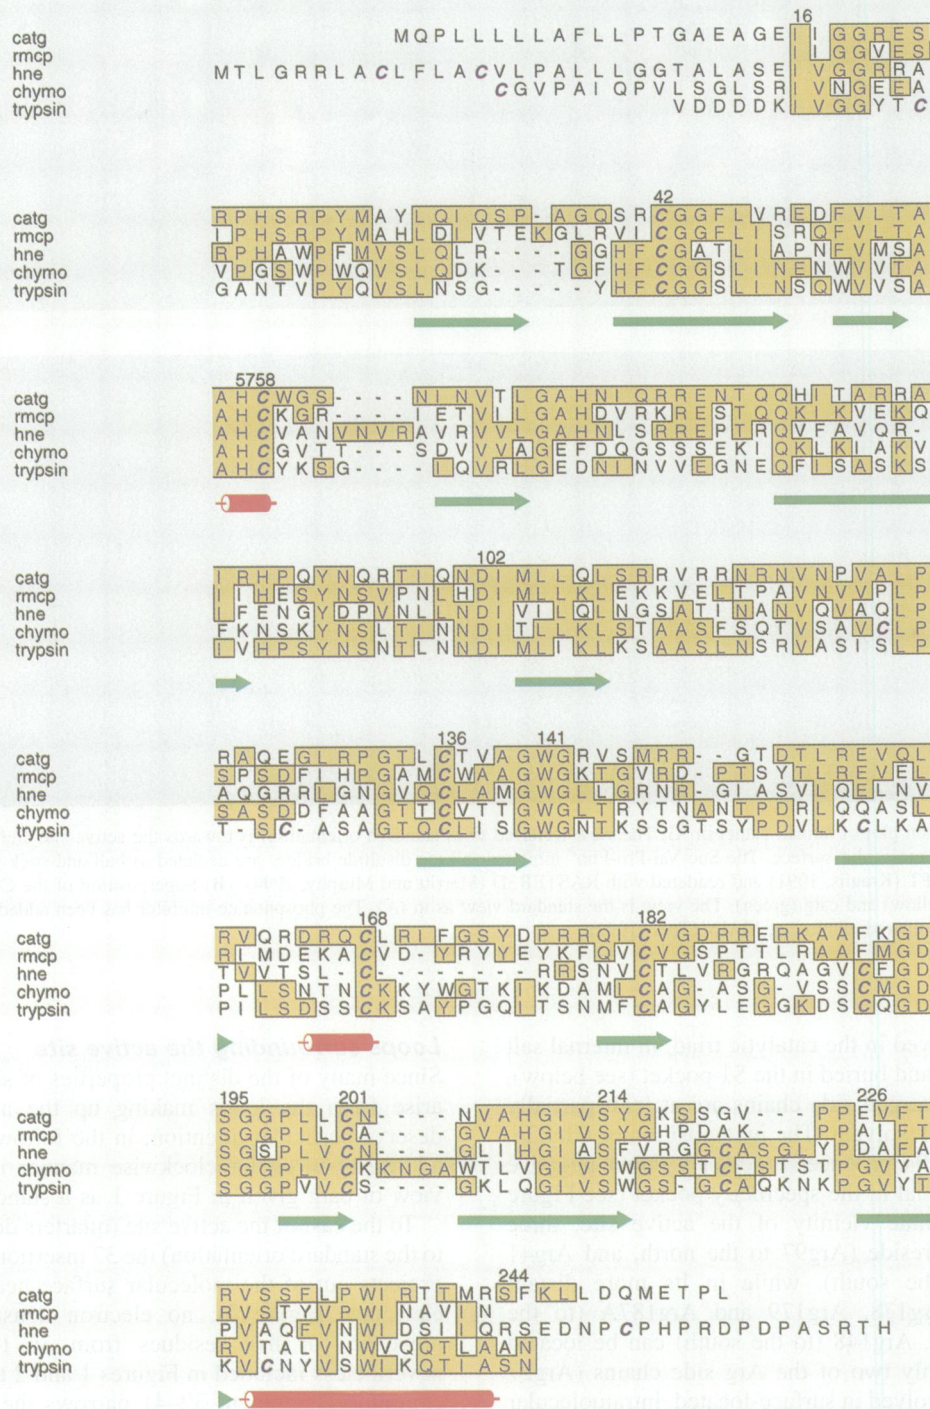 16
catg MQPLLLLLAFLLPTGAEAGEIIGGRES
rmcp IIGGVES
hne MTLGRRLACLFLACVLPALLLGGTALASEIVGGRRA
chymo CGVPAIQPVLSGLSRIVNGEEA
trypsin VDDDDKIVGGYTC
42
catg RPHSRPYMAYLQIQSP-AGQSRCGGFLVREDFVLTA
rmcp IPHSRPYMAHLDIVTEKGLRVICGGFLISRQFVLTA
hne RPHAWPFMVSLQLR----GGHFCGATLIAPNFVMSA
chymo VPGSWPWQVSLQDK----TGFHFCGGSLINENWVVTA
trypsin GANTVPYQVSLNSG-----YHFCGGSLINSQWVVSA
5758
catg AHCWGS----NINVTLGAHNIQRRENTQQHITARRA
rmcp AHCKGR----EITVILGAHDVRKRESTQQKIKVEKQ
hne AHCVANVNVRAVRVVLGAHNLSRREPTRQVFAVQR-
chymo AHCGVTT----SDVVVAGEFDQGSSSEKIQKLKIAKV
trypsin AHCYKSG----IQVRLGEDNINVVEGNEQFISASKS
102
catg IRHPQYNQRTIQNDIMLLQLSRRVRRNRNVNPVALP
rmcp IIHESYNSVPNLHDIMLLKLEKKVELTPAVNVVPLP
hne IFENGYDPVNLLNDIVILQLNGSATINANVQVAQLP
chymo FKNSKYNSLTINNDITLLKLSTAASFSQTVSAVCLP
trypsin IVHPSYNSNTLNNDIMLIKLKSAASLNSRVASISLP
136 141
catg RAQEGLRPGTLCTVAGWGRVSMRR--GTDTLREVQL
rmcp SPSDFIHPGAMCWAAGWGKTGVRD-PTSYTLREVEL
hne AQGRRLGNGVQCLAMGWGLLGRNR-GIASVLQELNV
chymo SASDDFAAGTTCVTTGWGLTRYTNANTPDRLQQASL
trypsin T-SC-ASAGTQCLISGWGNTKSSGTSYPDVLKCLKA
168 182
catg RVQRDRQCLRIFGSYDPRRQICVGDRRERKAAFKGD
rmcp RIMDEKACVD-YRYYEYKFQVCVGSPTTLRAAFMGD
hne TVVTSL-C--------RRSNVCTLVRGRQAGVCFGD
chymo PLLSNTNCKKYWGTKIKDAMICAG-ASG-VSSCMGD
trypsin PILSDSSCKSAYPGQITSNMFCAGYLEGGKDSCQGD
195 201 214 226
catg SGGPLLCN----NVAHGIVSYGKSSGV---PPEVFT
rmcp SGGPLLCA----GVAHGIVSYGHPDAK---PPAIFT
hne SGSPLVCN----GLIHGIASFVRGGCASGLYPDAFA
chymo SGGPLVCKKNGAWTLVGIVSWGSSTC-STSTPGVYA
trypsin SGGPVVCS----GKLQGIVSWGS-GCAQKNKPGVYT
244
catg RVSSFLPWIRTTMRSFKLLDQMETPL
rmcp RVSTYVPWINAVIN
hne PVAQFVNWIDSIIQRSEDNPCPHPRDPDPASRTH
chymo RVTALVNWVQQTLAAN
trypsin KVCNYVSWIKQTIASN